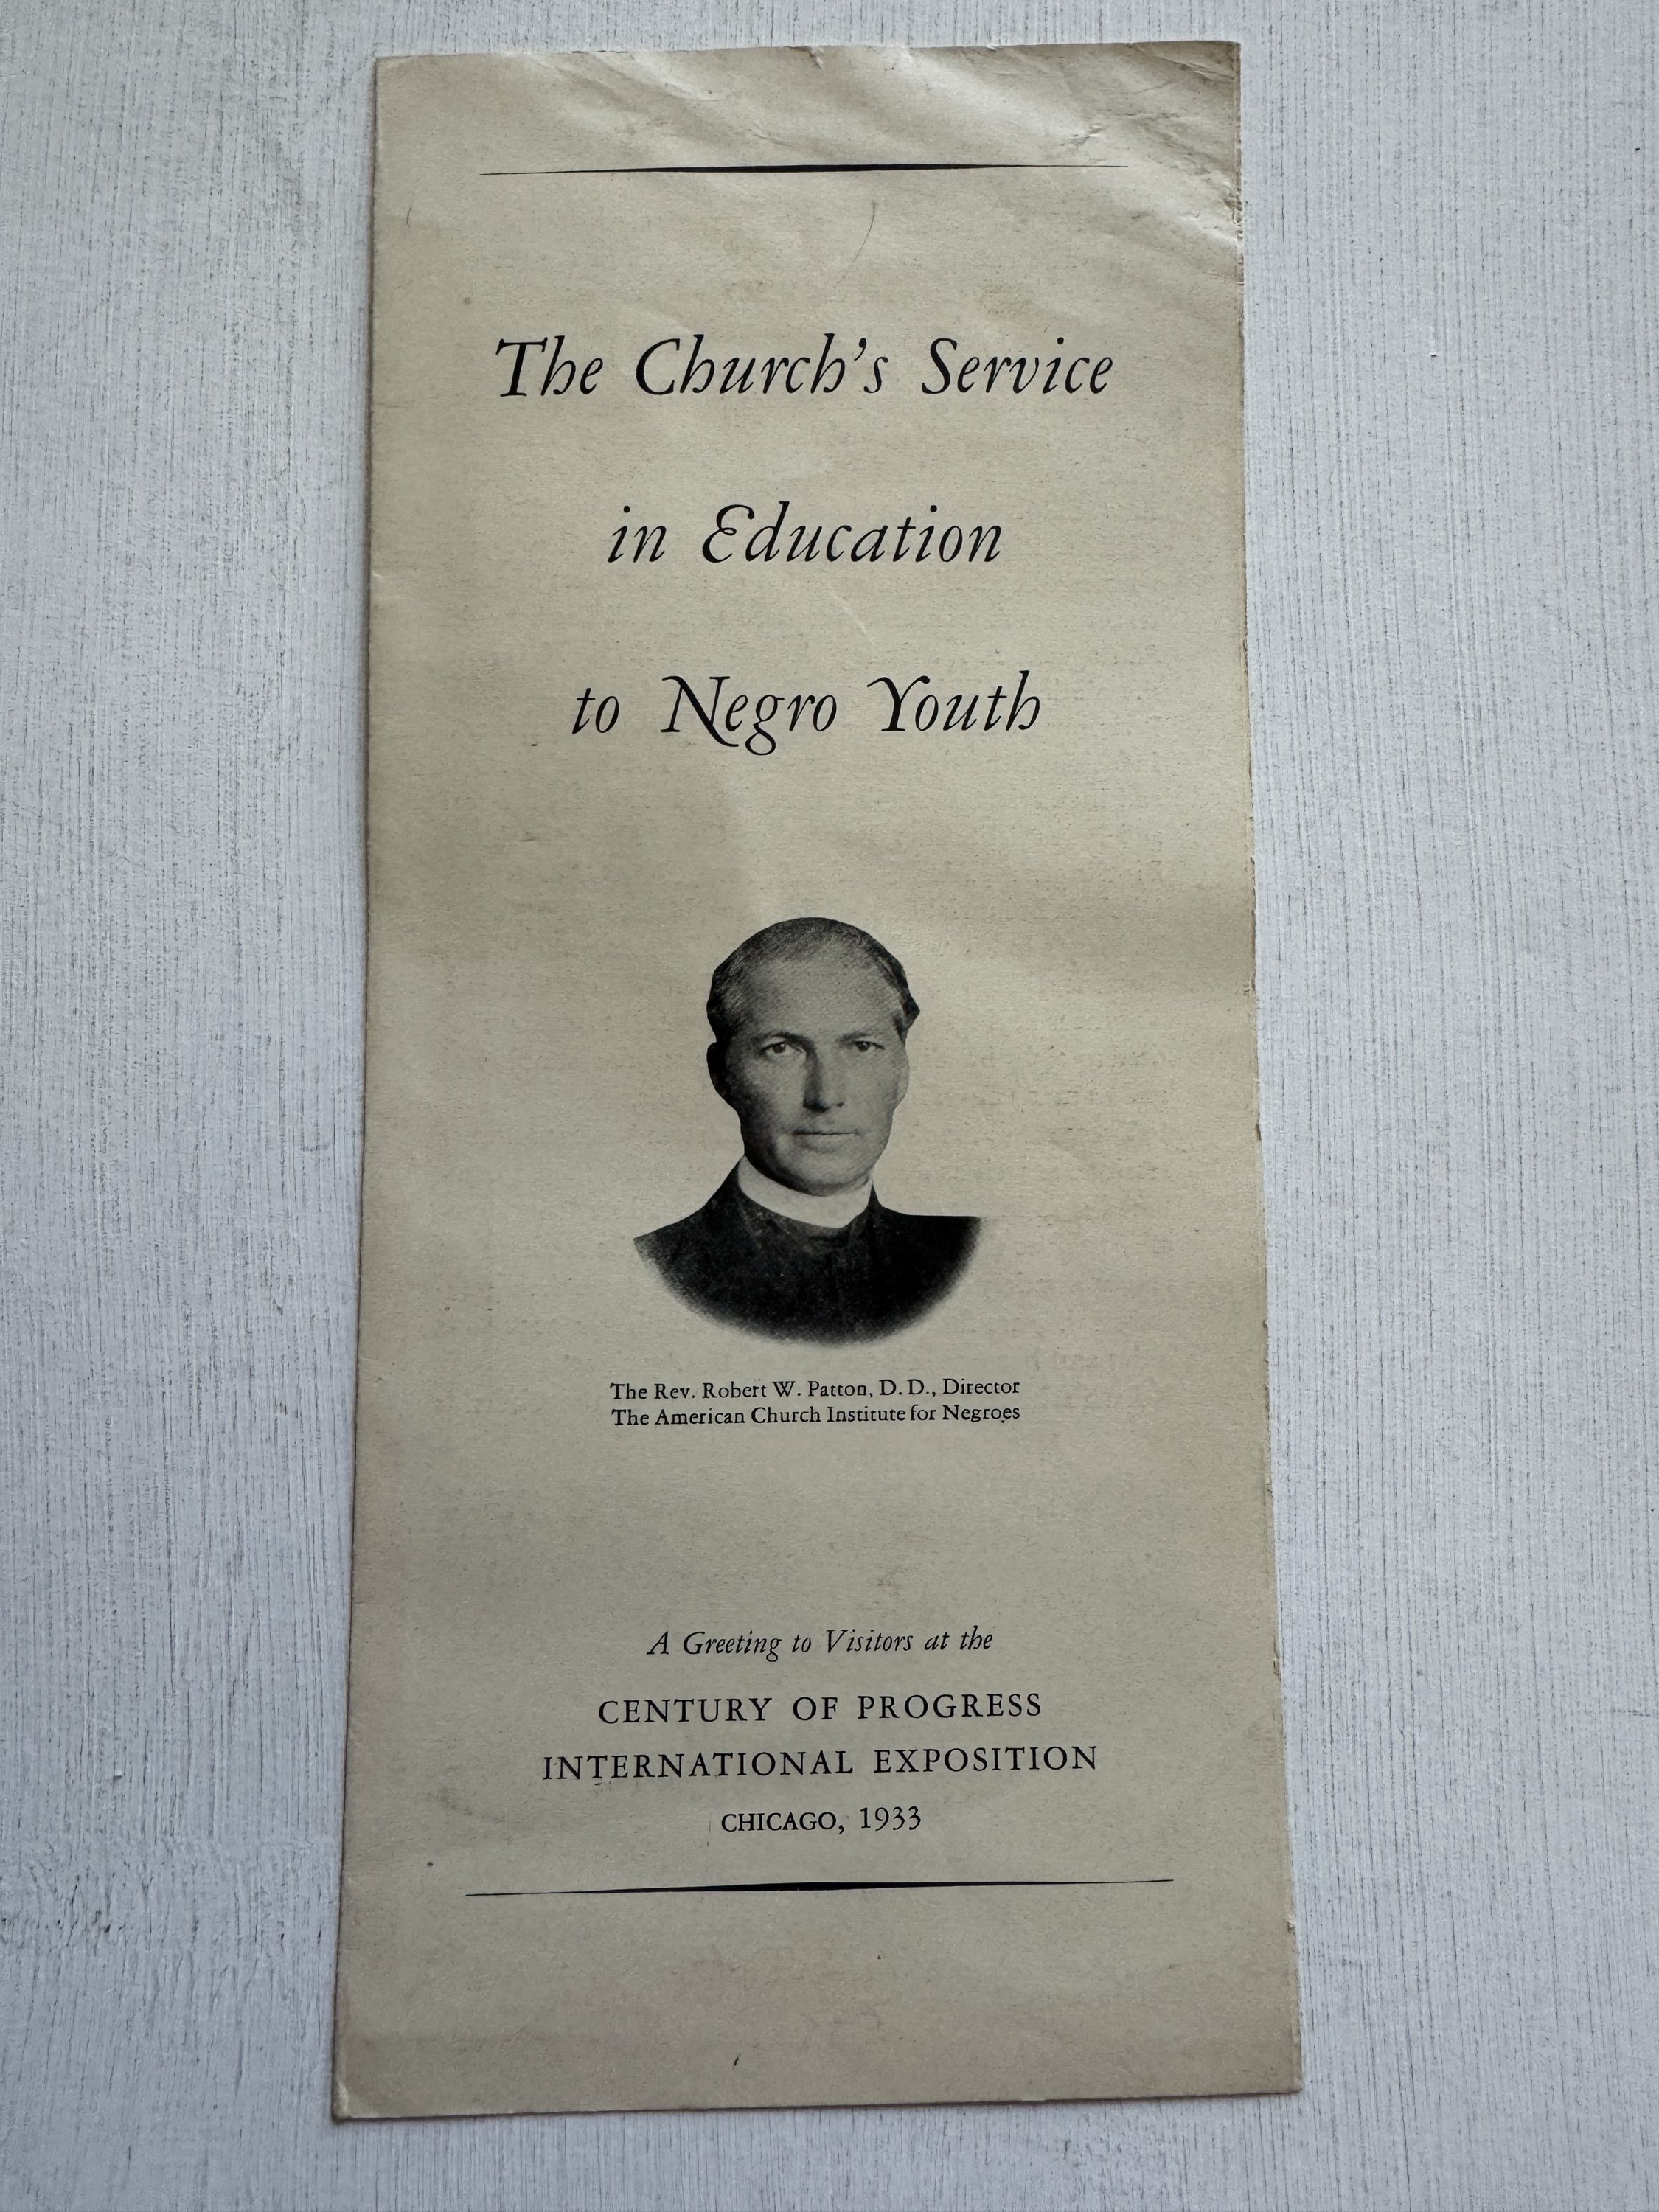 The Church's Service
in Education
to Negro Youth
The Rev. Robert W. Patton, D. D., Director
The American Church Institute for Negroes
A Greeting to Visitors at the
CENTURY OF PROGRESS
INTERNATIONAL EXPOSITION
CHICAGO, 1933